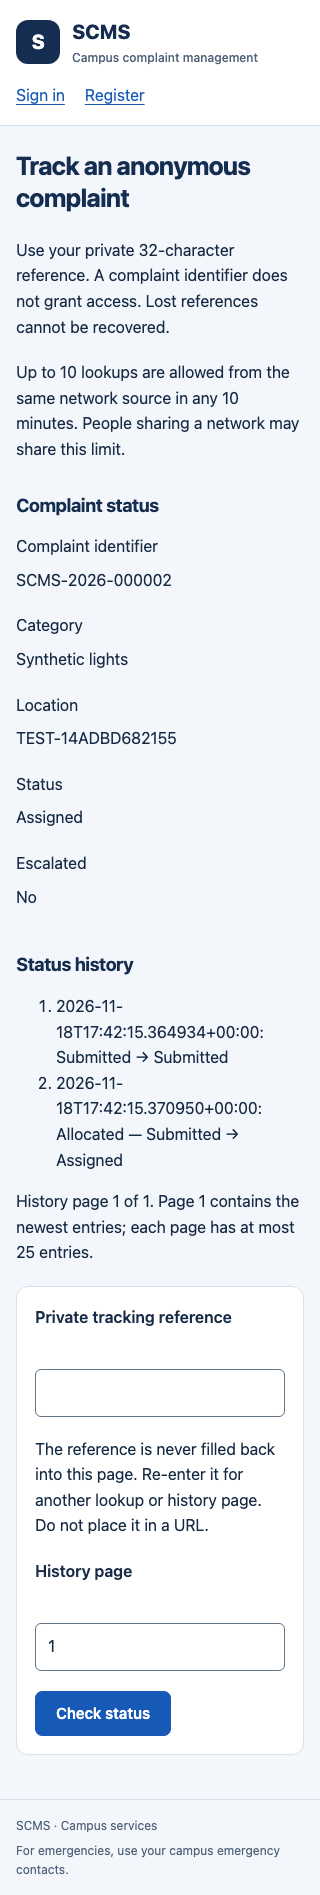 S
SCMS
Campus complaint management
Sign in Register
Track an anonymous
complaint
Use your private 32-character
reference. A complaint identifier does
not grant access. Lost references
cannot be recovered.
Up to 10 lookups are allowed from the
same network source in any 10
minutes. People sharing a network may
share this limit.
Complaint status
Complaint identifier
SCMS-2026-000002
Category
Synthetic lights
Location
TEST-14ADBD682155
Status
Assigned
Escalated
No
Status history
1. 2026-11-
18T17:42:15.364934+00:00:
Submitted → Submitted
2. 2026-11-
18T17:42:15.370950+00:00:
Allocated — Submitted →
Assigned
History page 1 of 1. Page 1 contains the
newest entries; each page has at most
25 entries.
Private tracking reference
The reference is never filled back
into this page. Re-enter it for
another lookup or history page.
Do not place it in a URL.
History page
1
Check status
SCMS · Campus services
For emergencies, use your campus emergency
contacts.